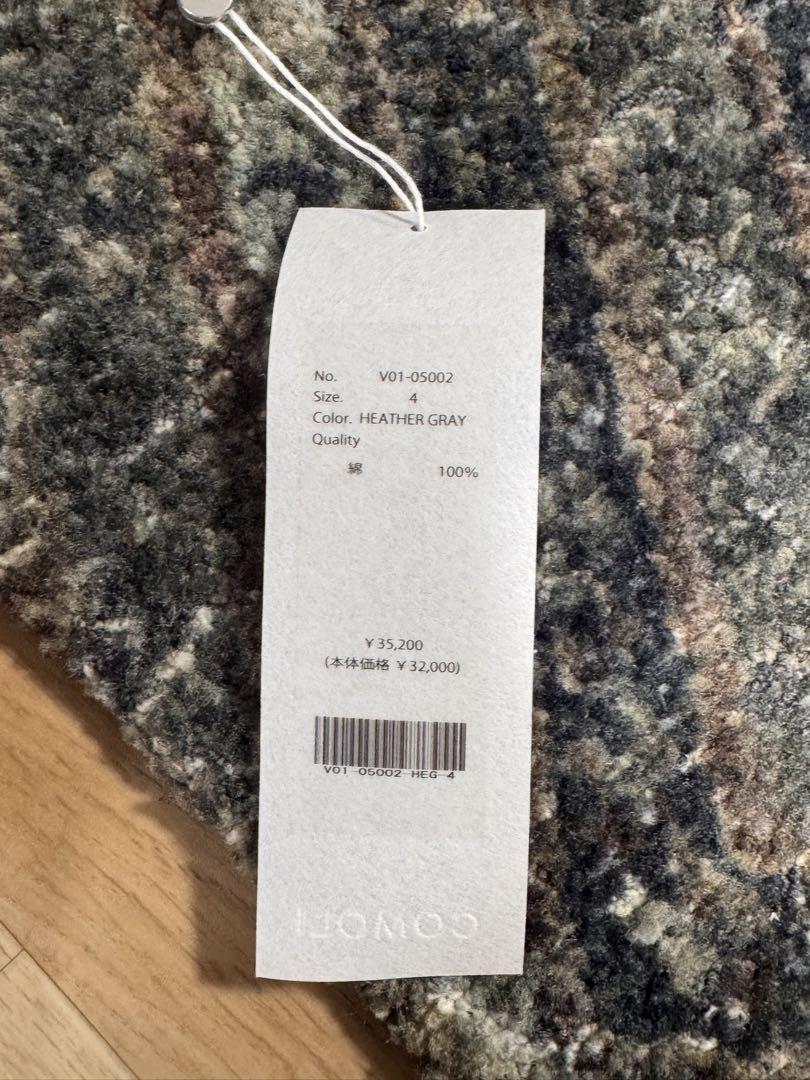 No. V01-05002
Size. 4
Color. HEATHER GRAY
Quality
綿 100%
￥35,200
(本体価格 ￥32,000)
V01-05002-HEG-4
COMOLI